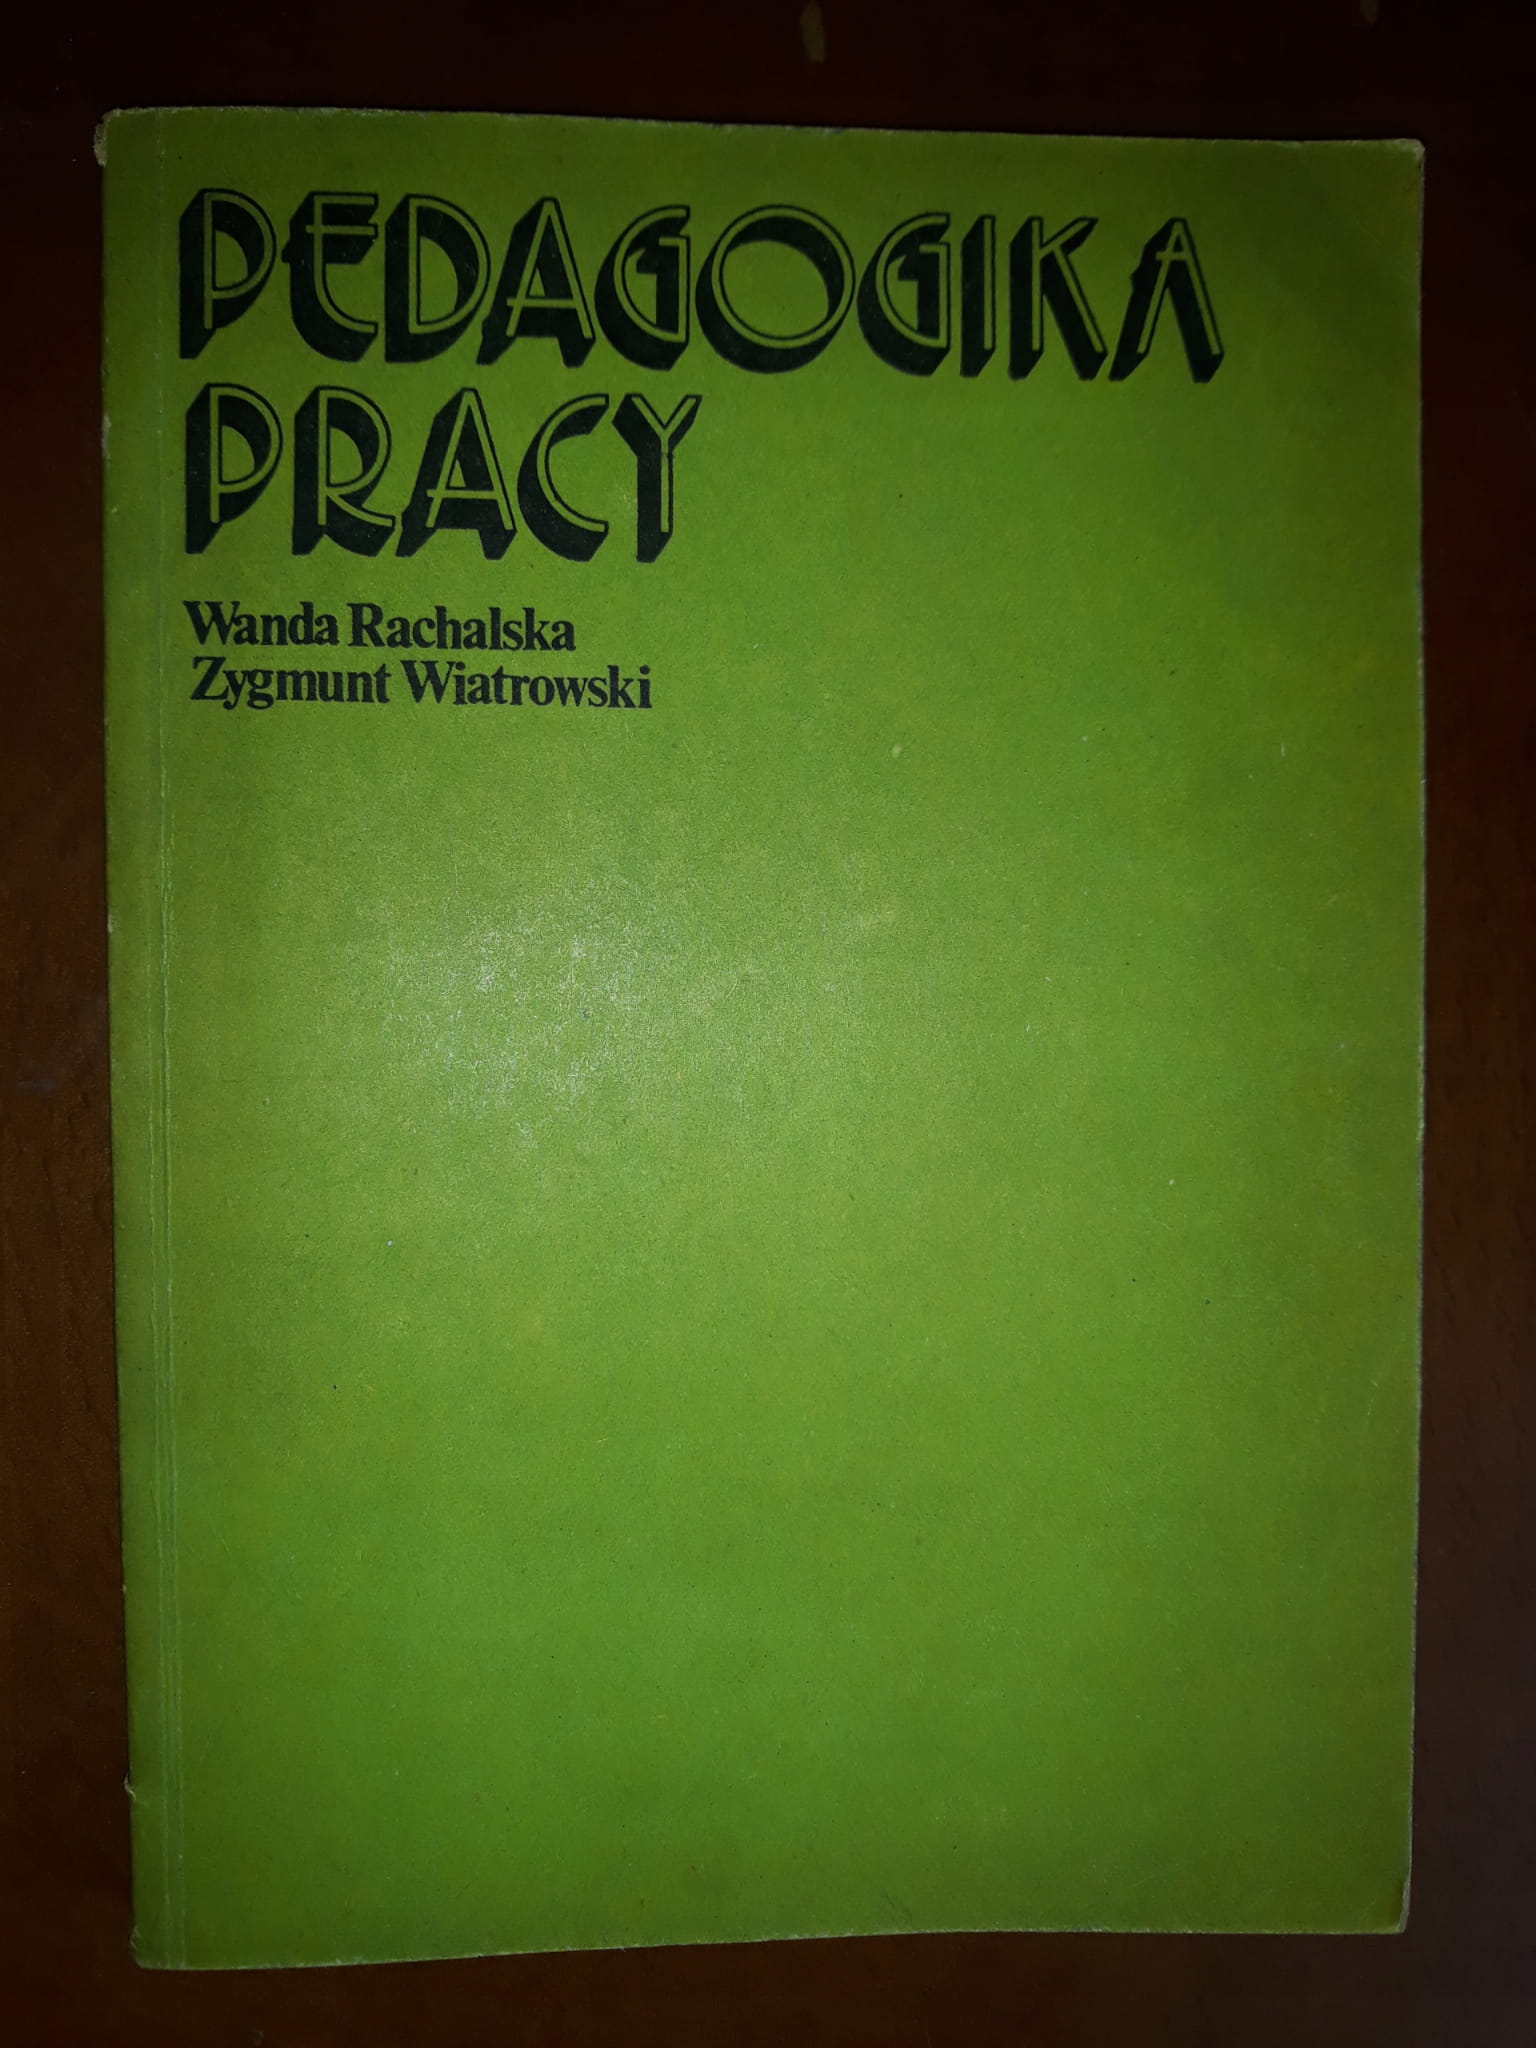 PEDAGOGIKA
PRACY
Wanda Rachalska
Zygmunt Wiatrowski